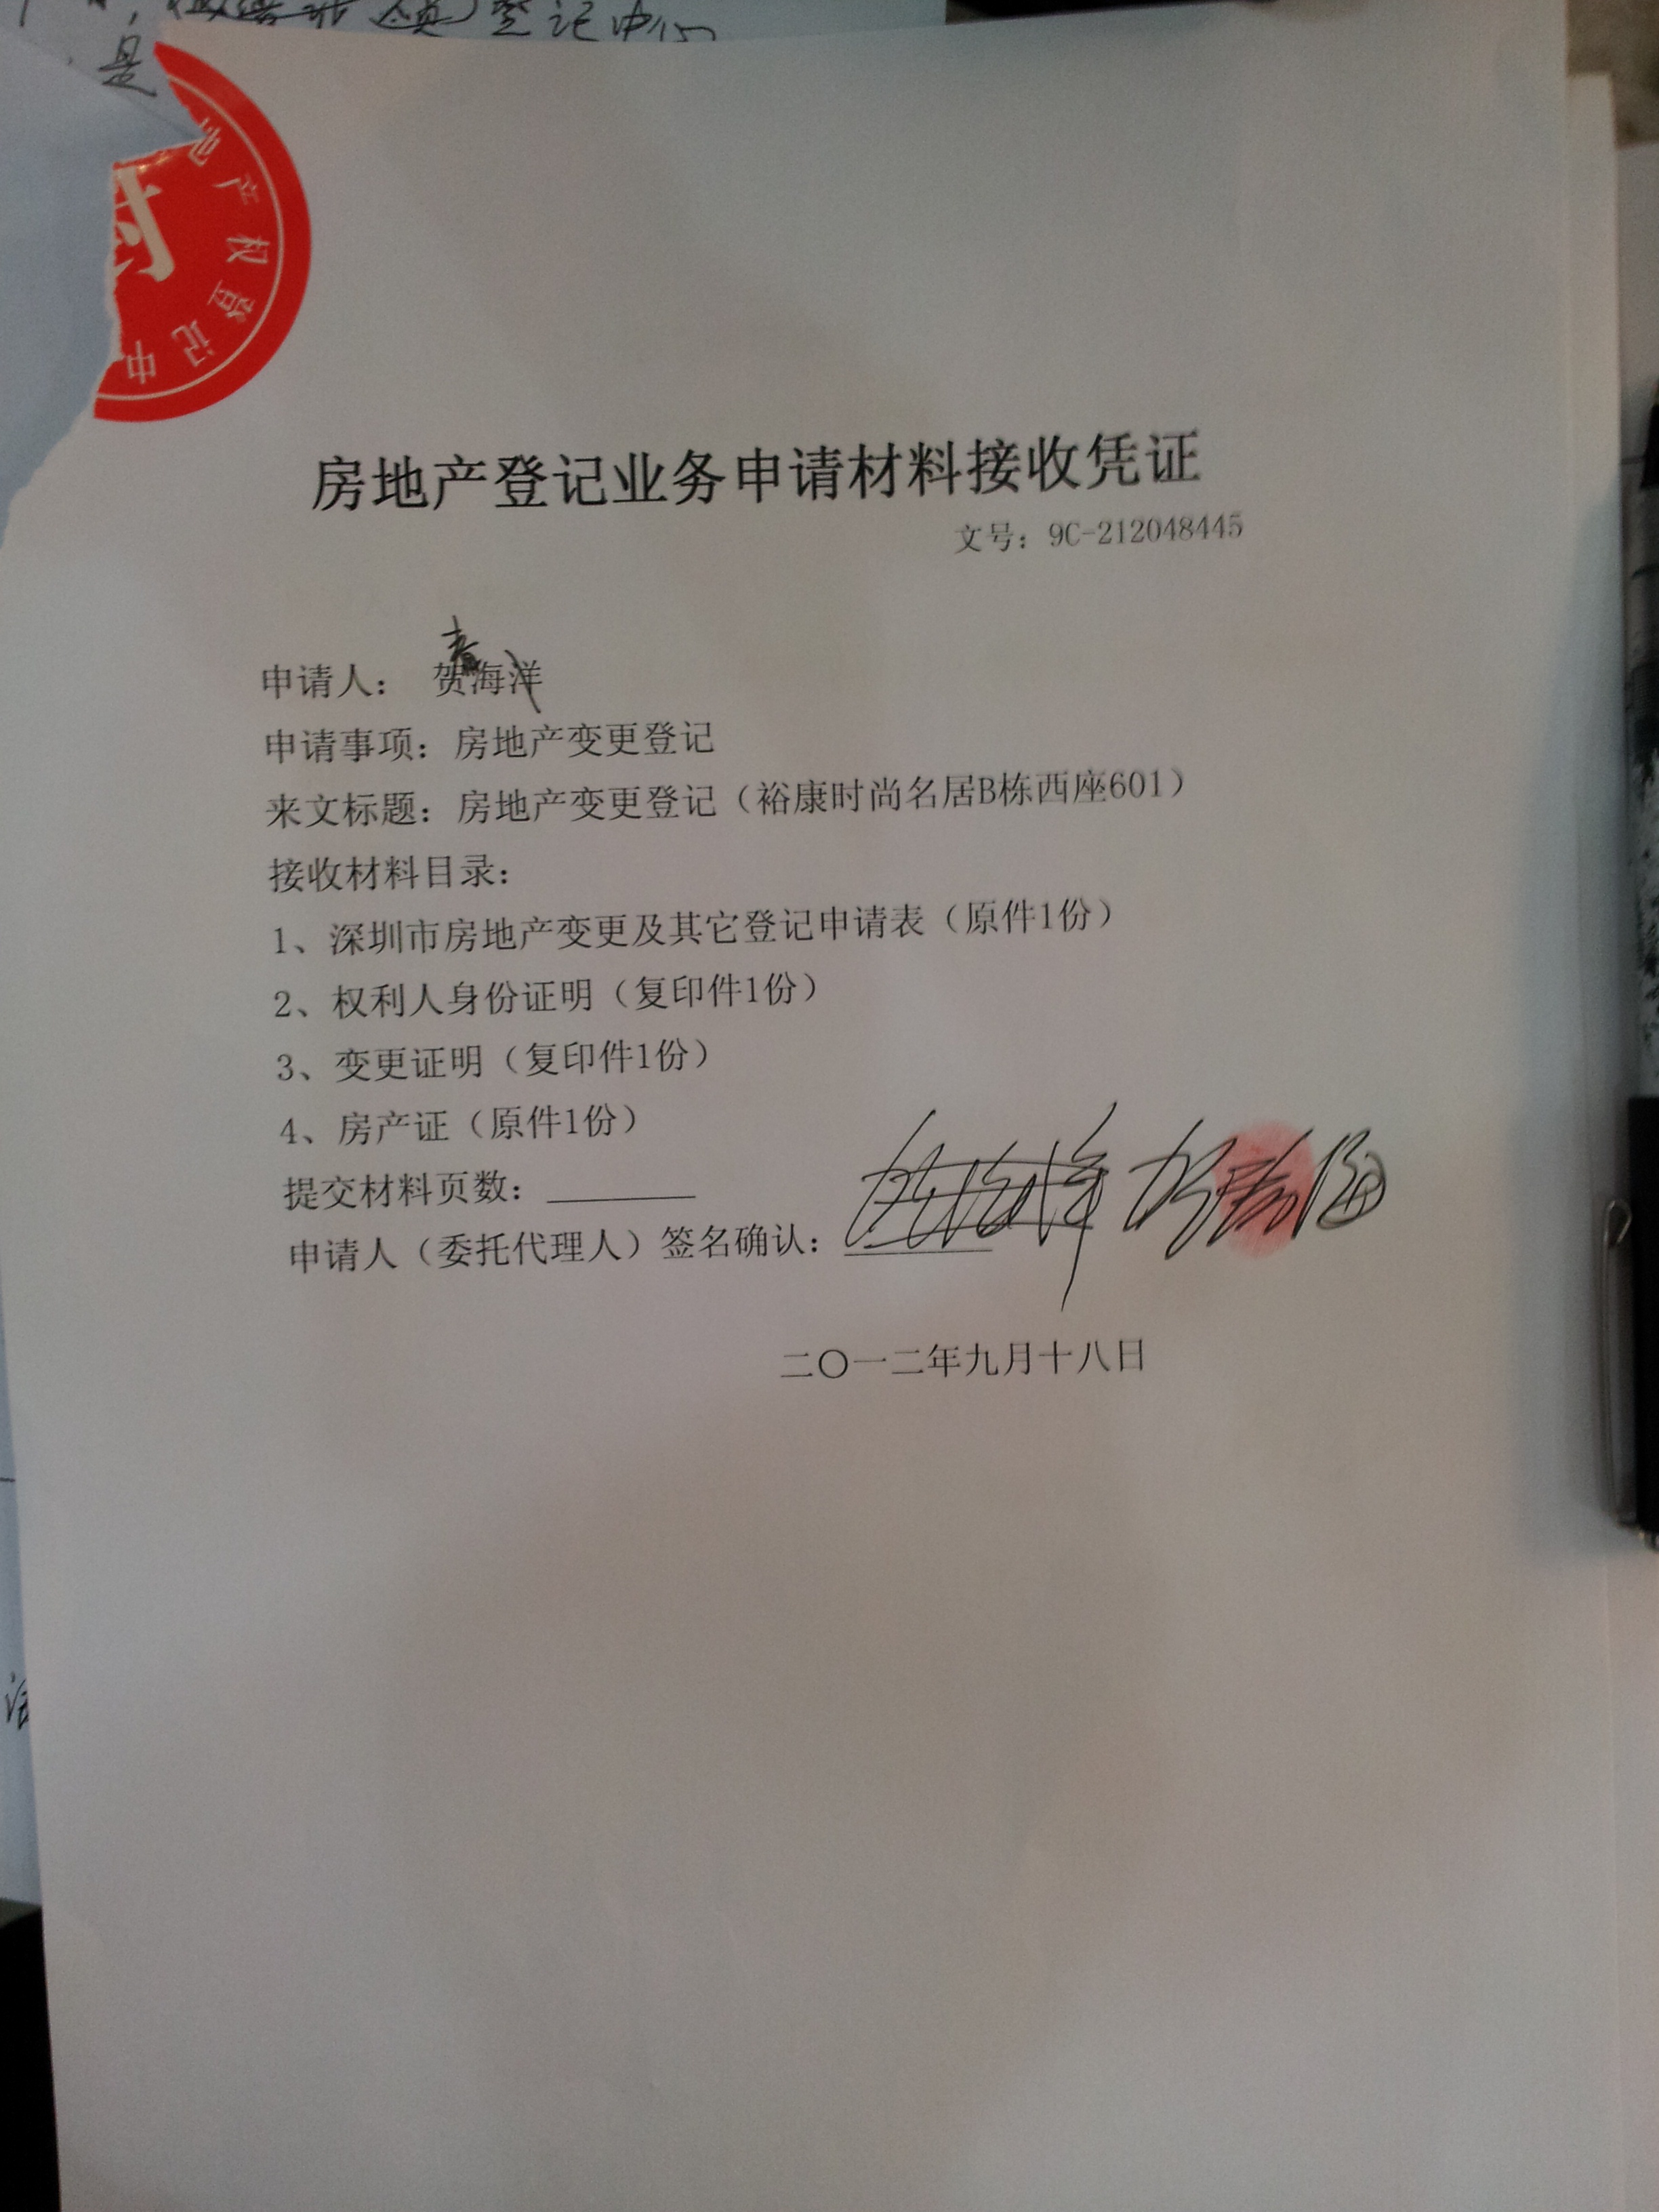 登记中心
是
地产权登记中
封
房地产登记业务申请材料接收凭证
文号：9C-212048445
春
申请人： 贺海洋
申请事项：房地产变更登记
来文标题：房地产变更登记（裕康时尚名居B栋西座601）
接收材料目录：
1、深圳市房地产变更及其它登记申请表（原件1份）
2、权利人身份证明（复印件1份）
3、变更证明（复印件1份）
4、房产证（原件1份）
提交材料页数：
申请人（委托代理人）签名确认：
二〇一二年九月十八日